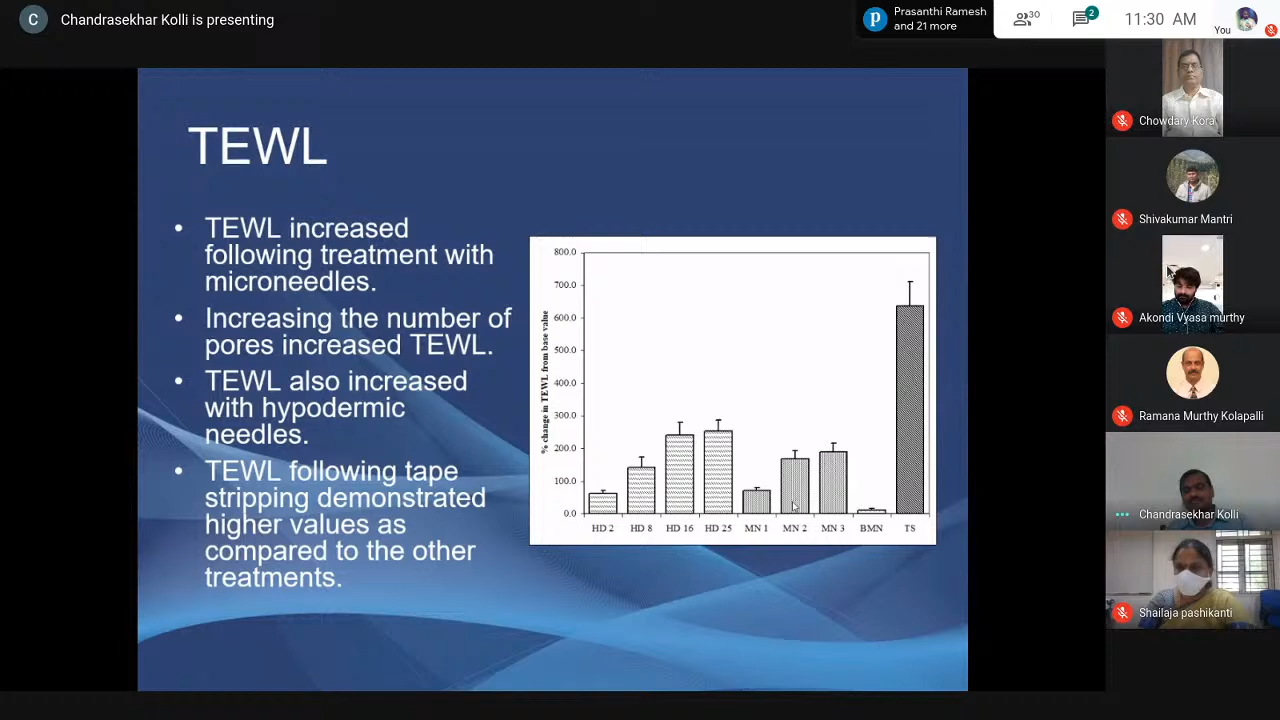 C
Chandrasekhar Kolli is presenting
P
Prasanthi Ramesh
and 21 more
30
2
11:30 AM
You
TEWL
• TEWL increased
following treatment with
microneedles.
• Increasing the number of
pores increased TEWL.
• TEWL also increased
with hypodermic
needles.
• TEWL following tape
stripping demonstrated
higher values as
compared to the other
treatments.
% change in TEWL from base value
800.0
700.0
600.0
500.0
400.0
300.0
200.0
100.0
0.0
HD 2 HD 8 HD 16 HD 25 MN 1 MN 2 MN 3 BMN TS
Chowdary Kora
Shivakumar Mantri
Akondi Vyasa murthy
Ramana Murthy Kolapalli
Chandrasekhar Kolli
Shailaja pashikanti